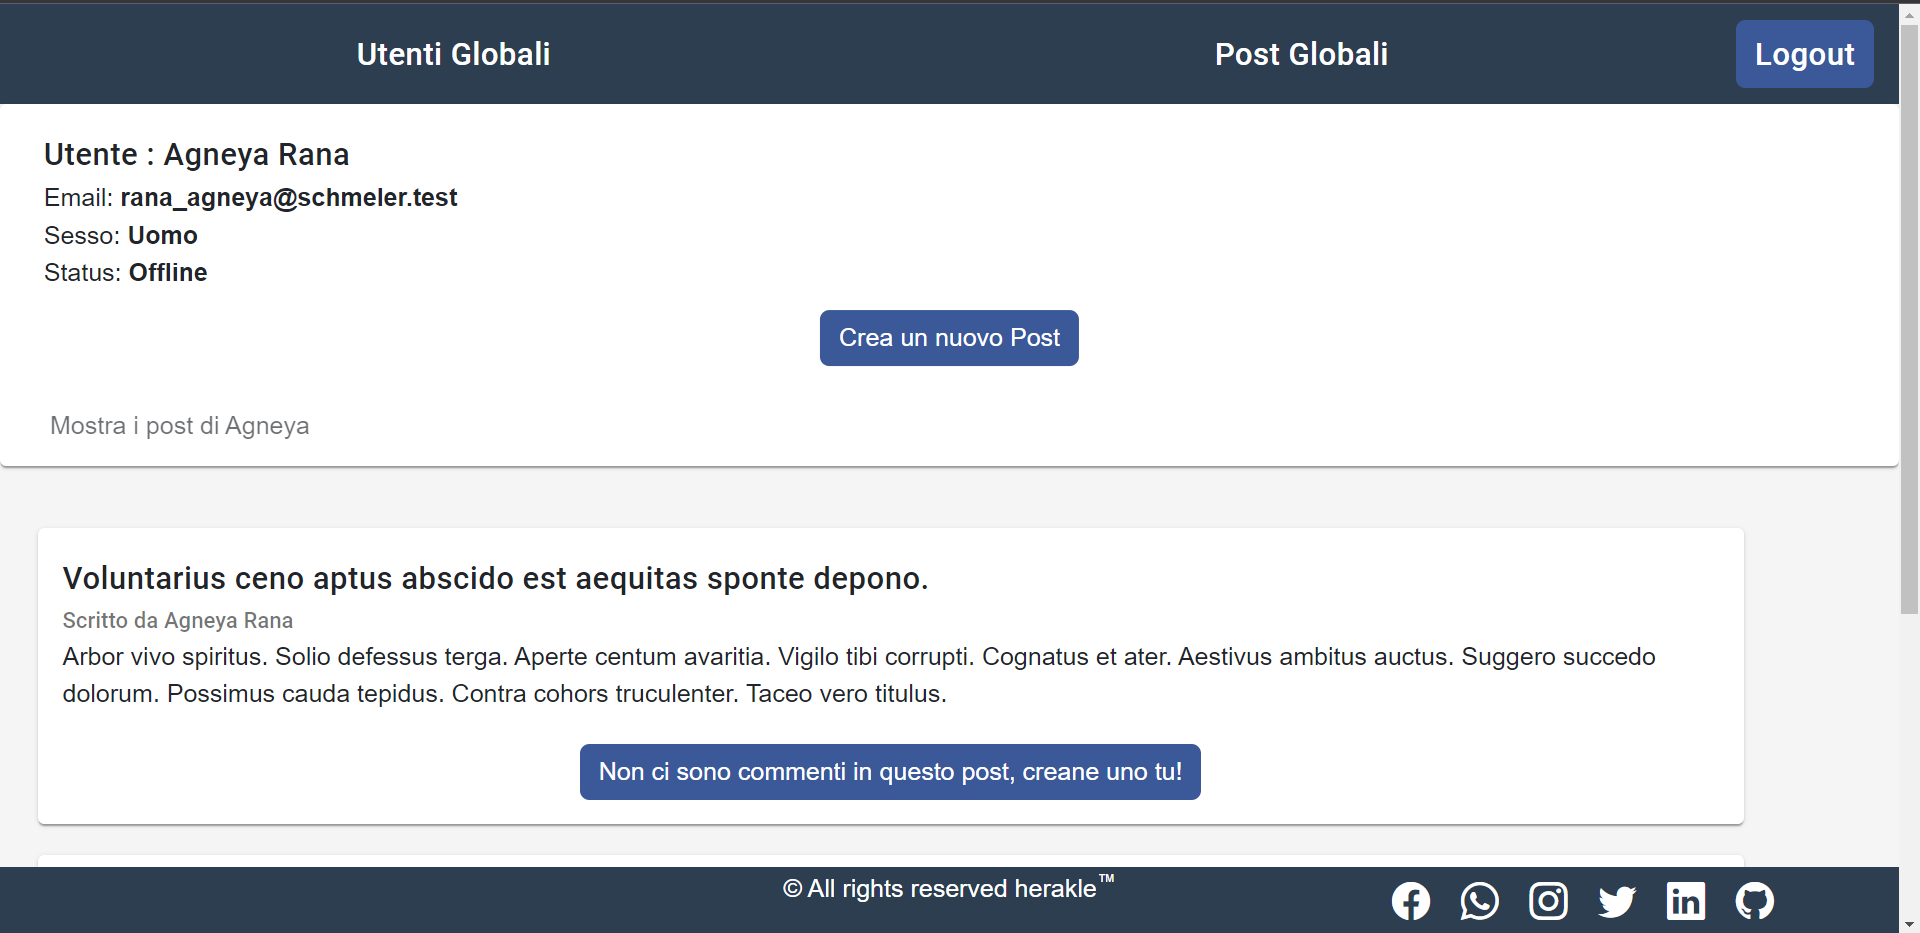 Utenti Globali
Post Globali
Logout
Utente : Agneya Rana
Email: rana_agneya@schmeler.test
Sesso: Uomo
Status: Offline
Crea un nuovo Post
Mostra i post di Agneya
Voluntarius ceno aptus abscido est aequitas sponte depono.
Scritto da Agneya Rana
Arbor vivo spiritus. Solio defessus terga. Aperte centum avaritia. Vigilo tibi corrupti. Cognatus et ater. Aestivus ambitus auctus. Suggero succedo
dolorum. Possimus cauda tepidus. Contra cohors truculenter. Taceo vero titulus.
Non ci sono commenti in questo post, creane uno tu!
© All rights reserved herakle™